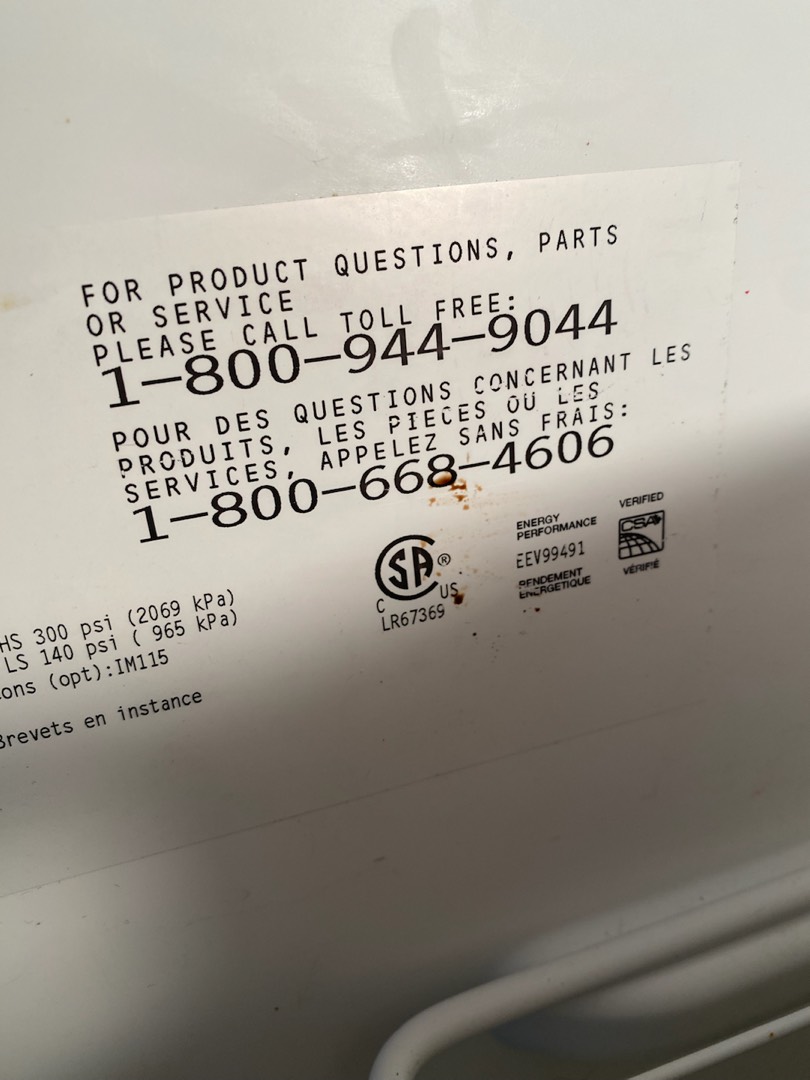 FOR PRODUCT QUESTIONS, PARTS
OR SERVICE
PLEASE CALL TOLL FREE:
1-800-944-9044
POUR DES QUESTIONS CONCERNANT LES
PRODUITS, LES PIECES OÙ LES
SERVICES, APPELEZ SANS FRAIS:
1-800-668-4606
SA®
C US
LR67369
ENERGY
PERFORMANCE
EEV99491
RENDEMENT
ENERGETIQUE
VERIFIED
CSA
VÉRIFIÉ
HS 300 psi (2069 kPa)
LS 140 psi ( 965 kPa)
ons (opt):IM115
Brevets en instance